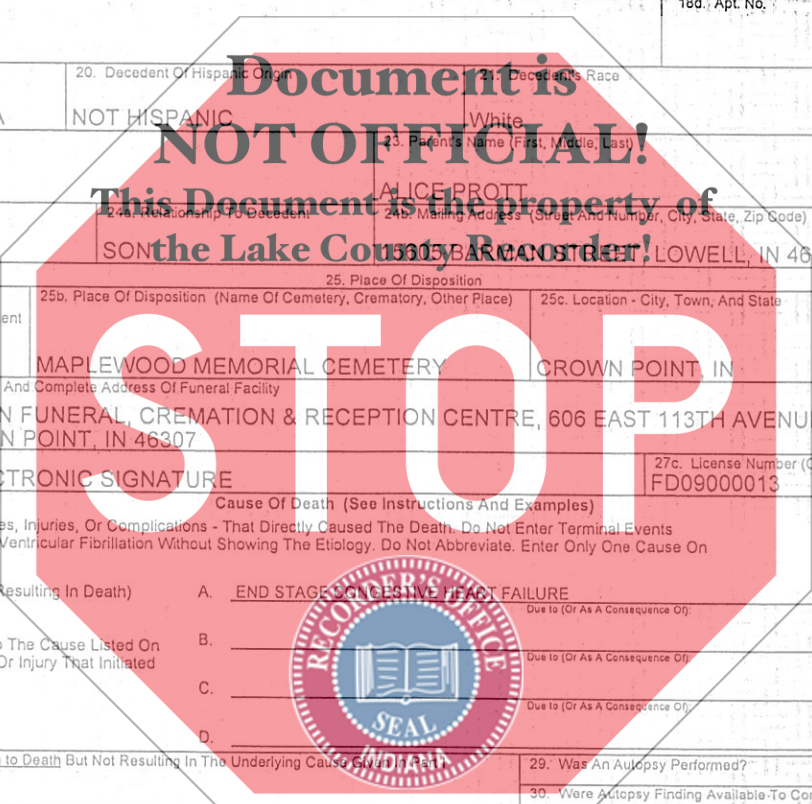 18d. Apt. No.
20. Decedent Of Hispanic Origin
21. Decedent's Race
Document is
NOT HISPANIC
White
NOT OFFICIAL!
23. Parent's Name (First, Middle, Last)
ALICE PROTT
This Document is the property of
24a. Relationship To Decedent
24b. Mailing Address (Street And Number, City, State, Zip Code)
SON
STREET, LOWELL, IN 46
the Lake County Recorder!
25. Place Of Disposition
25b. Place Of Disposition (Name Of Cemetery, Crematory, Other Place)
25c. Location - City, Town, And State
ent
MAPLEWOOD MEMORIAL CEMETERY
CROWN POINT, IN
STOP
And Complete Address Of Funeral Facility
N FUNERAL, CREMATION & RECEPTION CENTRE, 606 EAST 113TH AVENU
N POINT, IN 46307
27c. License Number (
CTRONIC SIGNATURE
FD09000013
Cause Of Death (See Instructions And Examples)
es, Injuries, Or Complications - That Directly Caused The Death. Do Not Enter Terminal Events
Ventricular Fibrillation Without Showing The Etiology. Do Not Abbreviate. Enter Only One Cause On
Resulting In Death)
A. END STAGE CONGESTIVE HEART FAILURE
Due to (Or As A Consequence Of):
The Cause Listed On
B.
Due to (Or As A Consequence Of):
Or Injury That Initiated
C.
Due to (Or As A Consequence Of):
D.
RECORDER'S OFFICE
SEAL
INDIANA
to Death But Not Resulting In The Underlying Cause Given In Part I
29. Was An Autopsy Performed?
30. Were Autopsy Finding Available To Co